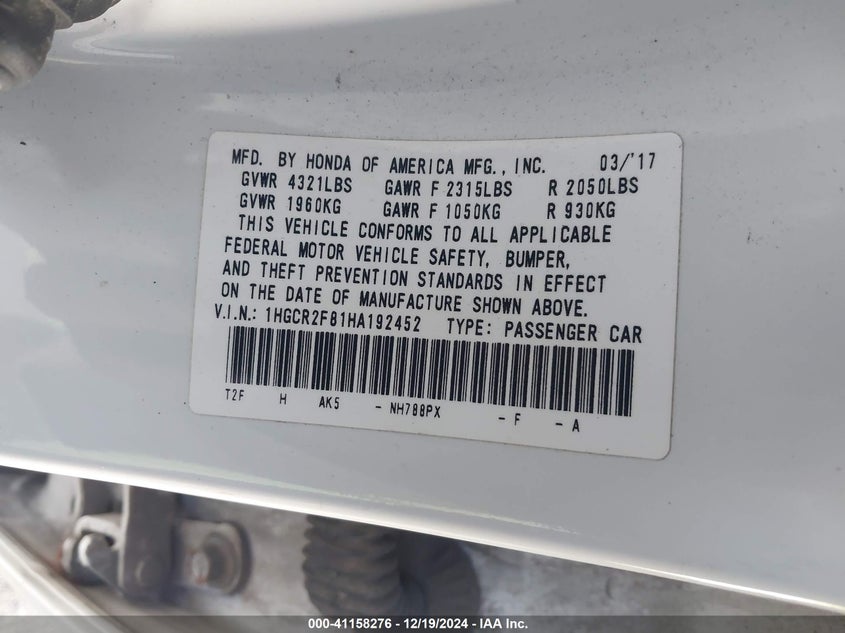 MFD. BY HONDA OF AMERICA MFG., INC. 03/'17
GVWR 4321LBS GAWR F 2315LBS R 2050LBS
GVWR 1960KG GAWR F 1050KG R 930KG
THIS VEHICLE CONFORMS TO ALL APPLICABLE
FEDERAL MOTOR VEHICLE SAFETY, BUMPER,
AND THEFT PREVENTION STANDARDS IN EFFECT
ON THE DATE OF MANUFACTURE SHOWN ABOVE.
V.I.N.: 1HGCR2F81HA192452 TYPE: PASSENGER CAR
T2F H AK5 - NH788PX - F - A
000-41158276 - 12/19/2024 - IAA Inc.